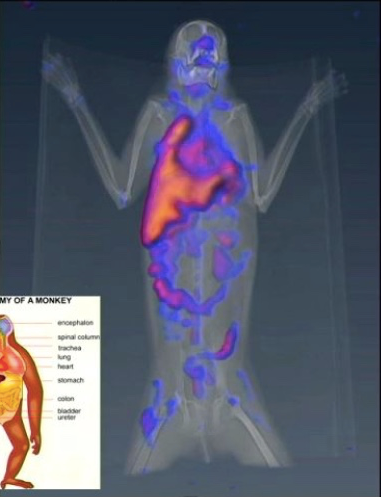 MY OF A MONKEY
encephalon
spinal column
trachea
lung
heart
stomach
colon
bladder
ureter